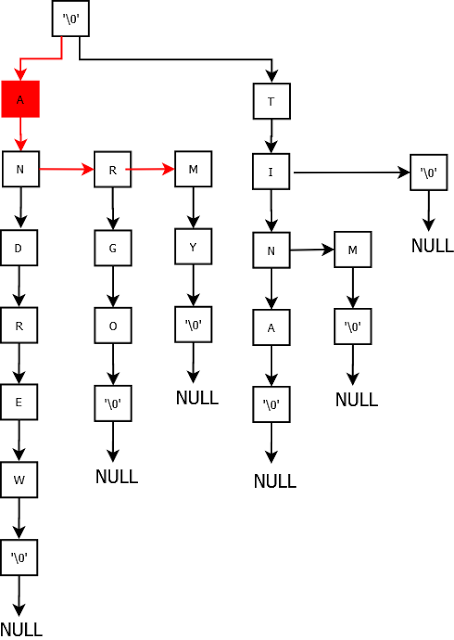 '\0'
A T
N R M I '\0'
NULL
D G Y N M
R O '\0' A '\0'
NULL NULL
E '\0' '\0'
W NULL NULL
'\0'
NULL